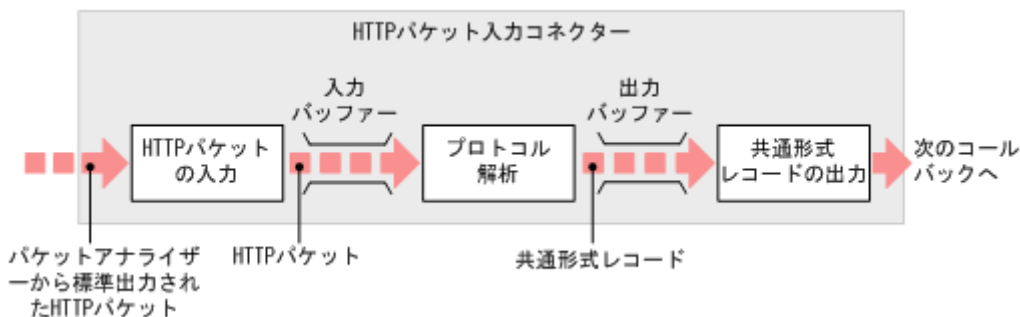 HTTPパケット入力コネクター
入力
バッファー
出力
バッファー
HTTPパケット
の入力
プロトコル
解析
共通形式
レコードの出力
次のコール
バックへ
パケットアナライザ
ーから標準出力され
たHTTPパケット
HTTPパケット
共通形式レコード